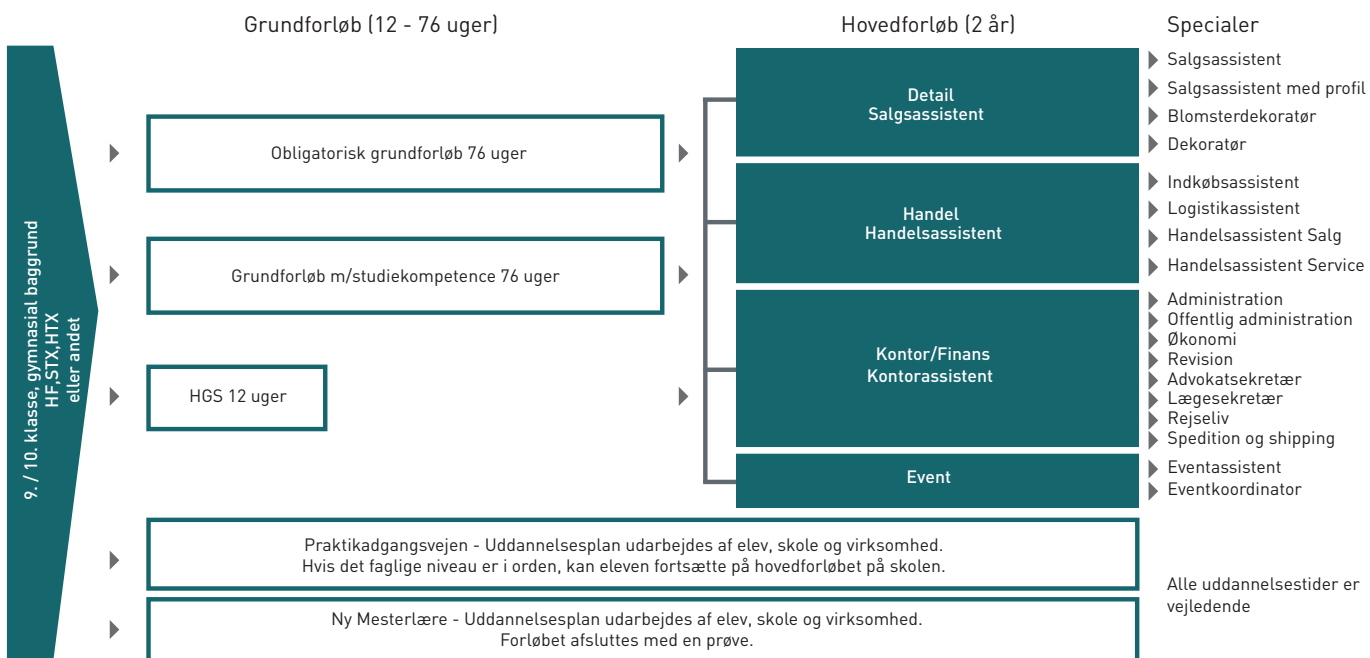 Grundforløb (12 - 76 uger)
Hovedforløb (2 år)
Specialer
9. / 10. klasse, gymnasial baggrund
HF,STX,HTX
eller andet
Obligatorisk grundforløb 76 uger
Grundforløb m/studiekompetence 76 uger
HGS 12 uger
Detail
Salgsassistent
Salgsassistent
Salgsassistent med profil
Blomsterdekoratør
Dekoratør
Handel
Handelsassistent
Indkøbsassistent
Logistikassistent
Handelsassistent Salg
Handelsassistent Service
Kontor/Finans
Kontorassistent
Administration
Offentlig administration
Økonomi
Revision
Advokatsekretær
Lægesekretær
Rejseliv
Spedition og shipping
Event
Eventassistent
Eventkoordinator
Praktikadgangsvejen - Uddannelsesplan udarbejdes af elev, skole og virksomhed.
Hvis det faglige niveau er i orden, kan eleven fortsætte på hovedforløbet på skolen.
Ny Mesterlære - Uddannelsesplan udarbejdes af elev, skole og virksomhed.
Forløbet afsluttes med en prøve.
Alle uddannelsestider er
vejledende